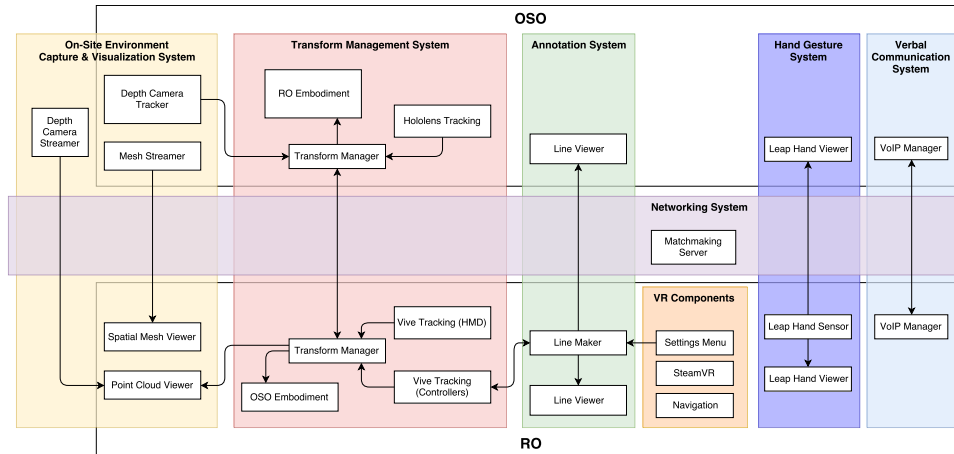 OSO
On-Site Environment
Capture & Visualization System
Transform Management System
Annotation System
Hand Gesture
System
Verbal
Communication
System
Depth Camera
Tracker
RO Embodiment
Depth
Camera
Streamer
Hololens Tracking
Mesh Streamer
Transform Manager
Line Viewer
Leap Hand Viewer
VoIP Manager
Networking System
Matchmaking
Server
VR Components
Spatial Mesh Viewer
Vive Tracking (HMD)
Transform Manager
Line Maker
Settings Menu
Leap Hand Sensor
VoIP Manager
Point Cloud Viewer
OSO Embodiment
Vive Tracking
(Controllers)
Line Viewer
SteamVR
Navigation
Leap Hand Viewer
RO